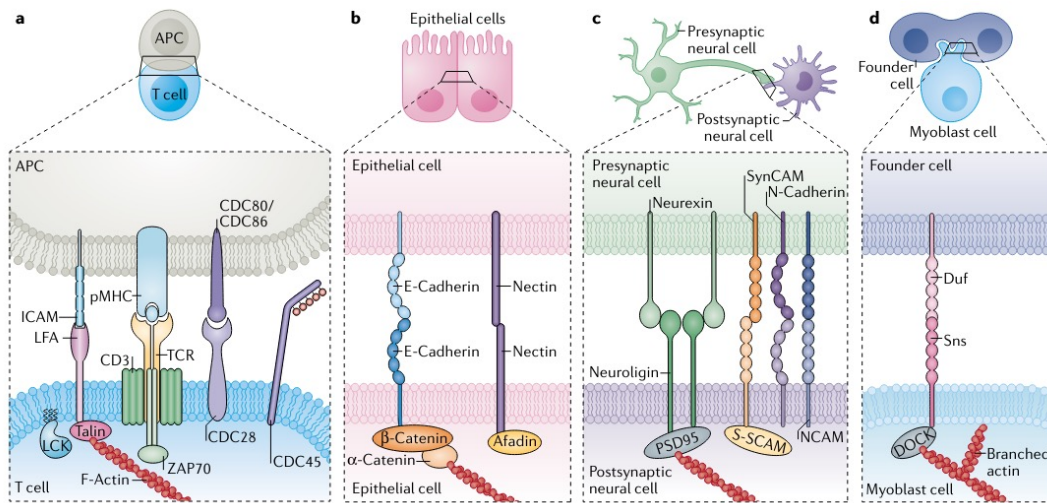 a
APC
T cell
APC
CDC80/
CDC86
pMHC
ICAM
LFA
CD3
TCR
LCK
Talin
CDC28
ZAP70
CDC45
F-Actin
T cell
b
Epithelial cells
Epithelial cell
E-Cadherin
Nectin
E-Cadherin
Nectin
β-Catenin
Afadin
α-Catenin
Epithelial cell
c
Presynaptic
neural cell
Postsynaptic
neural cell
Presynaptic
neural cell
SynCAM
N-Cadherin
Neurexin
Neuroligin
PSD95
S-SCAM
NCAM
Postsynaptic
neural cell
d
Founder
cell
Myoblast cell
Founder cell
Duf
Sns
DOCK
Branched
actin
Myoblast cell